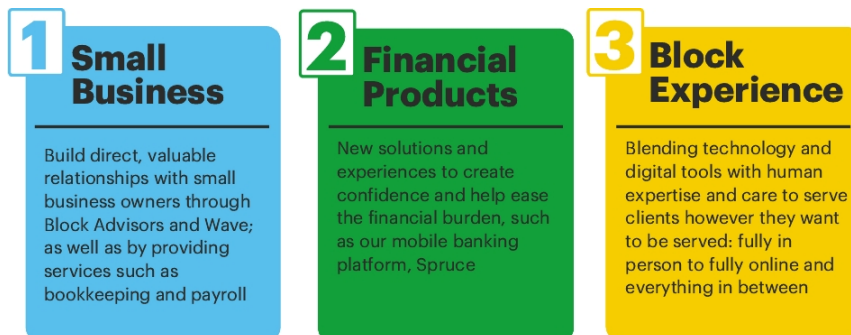 1
Small
Business
Build direct, valuable
relationships with small
business owners through
Block Advisors and Wave;
as well as by providing
services such as
bookkeeping and payroll
2
Financial
Products
New solutions and
experiences to create
confidence and help ease
the financial burden, such
as our mobile banking
platform, Spruce
3
Block
Experience
Blending technology and
digital tools with human
expertise and care to serve
clients however they want
to be served: fully in
person to fully online and
everything in between